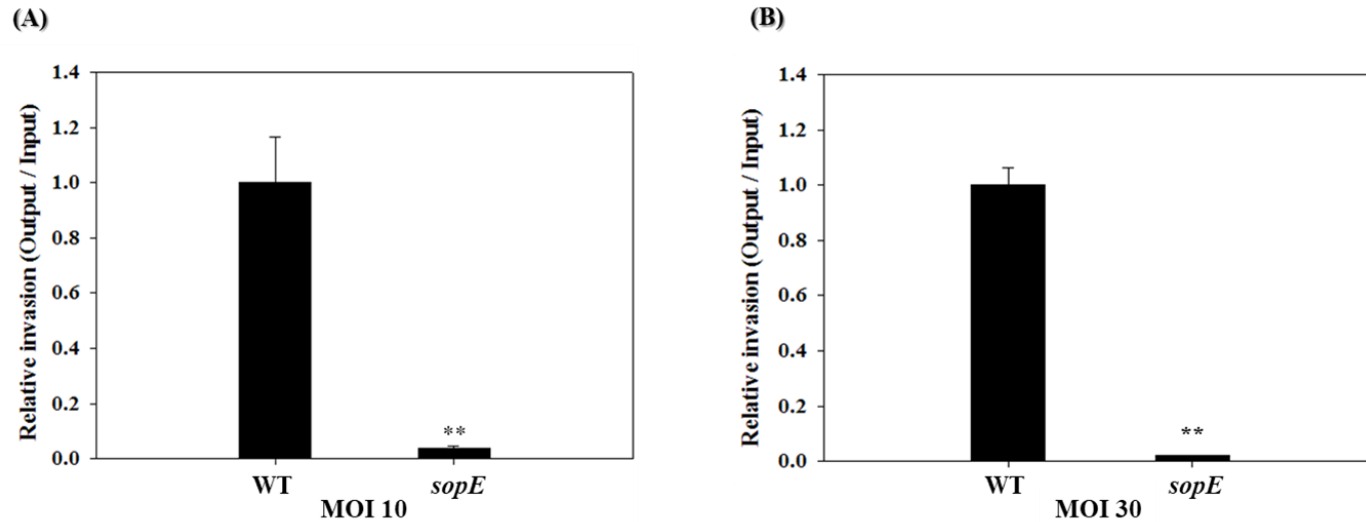 (A)
Relative invasion (Output / Input)
1.4
1.2
1.0
0.8
0.6
0.4
0.2
0.0
**
WT
sopE
MOI 10
(B)
Relative invasion (Output / Input)
1.4
1.2
1.0
0.8
0.6
0.4
0.2
0.0
**
WT
sopE
MOI 30